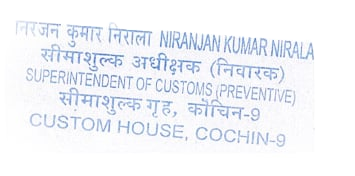 निरंजन कुमार निराला NIRANJAN KUMAR NIRALA
सीमाशुल्क अधीक्षक (निवारक)
SUPERINTENDENT OF CUSTOMS (PREVENTIVE)
सीमाशुल्क गृह, कोचिन-9
CUSTOM HOUSE, COCHIN-9